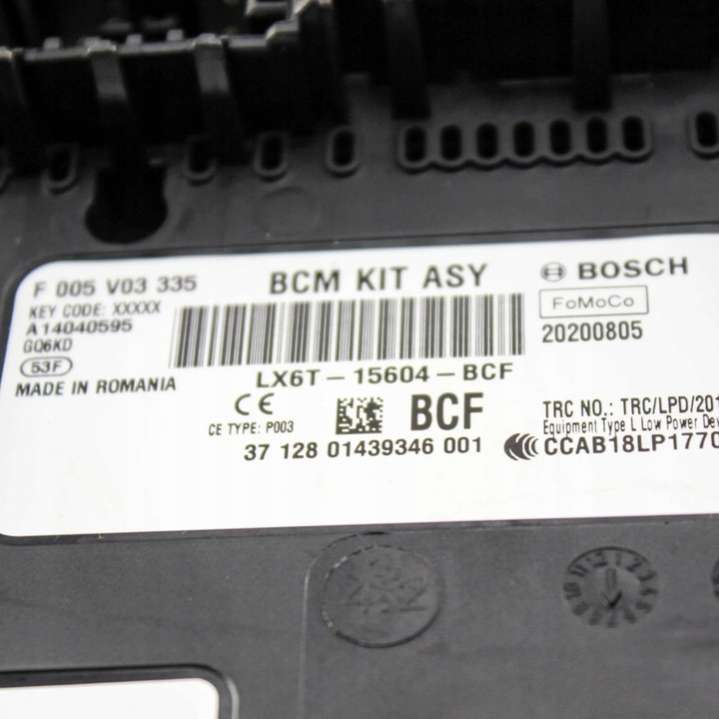 F 005 V03 335 BCM KIT ASY BOSCH
KEY CODE: XXXXX FoMoCo
A14040595 20200805
GQ6KD
53F
MADE IN ROMANIA LX6T-15604-BCF
CE BCF TRC NO.: TRC/LPD/201
CE TYPE: P003 Equipment Type L Low Power Dev
37 128 01439346 001 CCAB18LP1770